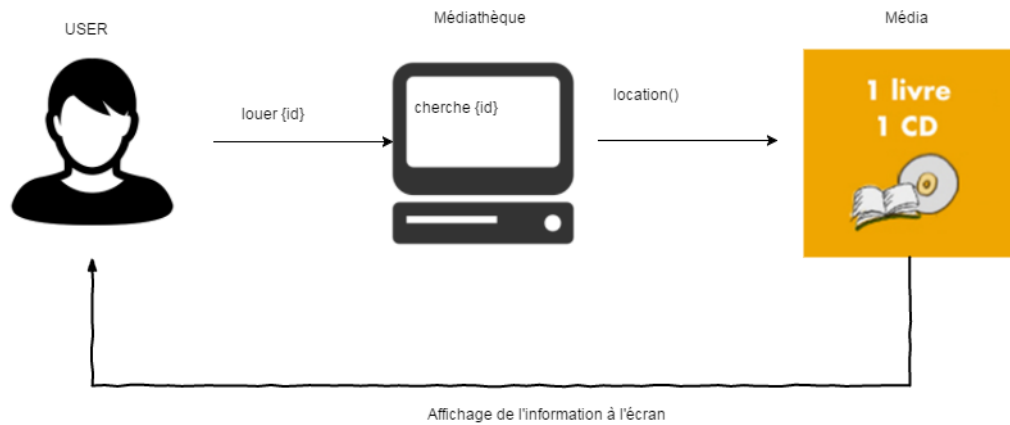 USER
Médiathèque
Média
louer {id}
cherche {id}
location()
1 livre
1 CD
Affichage de l'information à l'écran